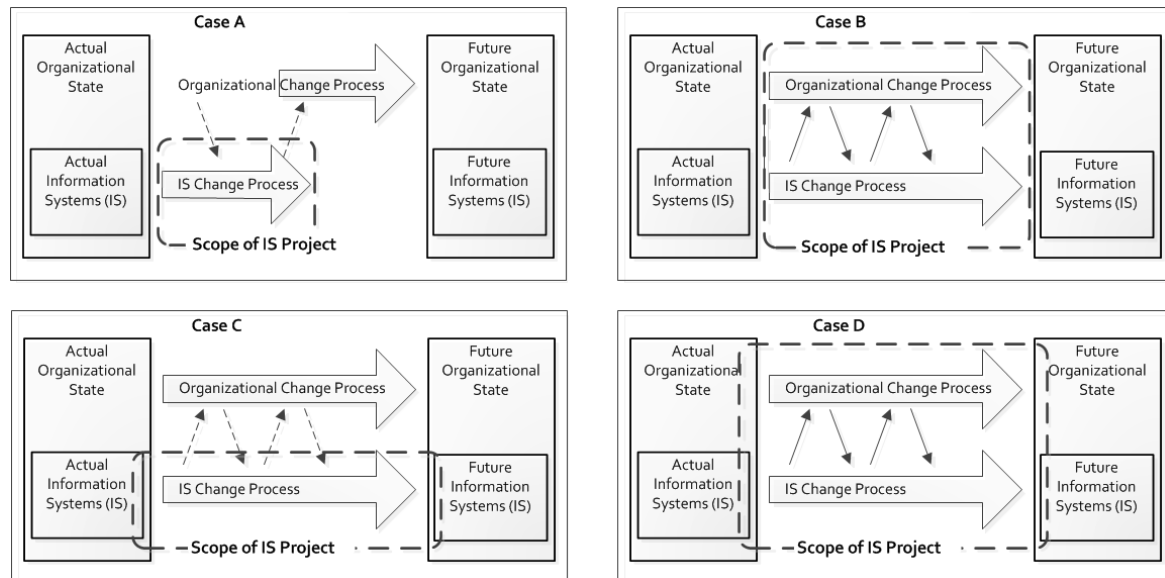 Case A
Actual
Organizational
State
Organizational Change Process
Future
Organizational
State
Actual
Information
Systems (IS)
IS Change Process
Future
Information
Systems (IS)
Scope of IS Project
Case B
Actual
Organizational
State
Organizational Change Process
Future
Organizational
State
Actual
Information
Systems (IS)
IS Change Process
Future
Information
Systems (IS)
Scope of IS Project
Case C
Actual
Organizational
State
Organizational Change Process
Future
Organizational
State
Actual
Information
Systems (IS)
IS Change Process
Future
Information
Systems (IS)
Scope of IS Project
Case D
Actual
Organizational
State
Organizational Change Process
Future
Organizational
State
Actual
Information
Systems (IS)
IS Change Process
Future
Information
Systems (IS)
Scope of IS Project